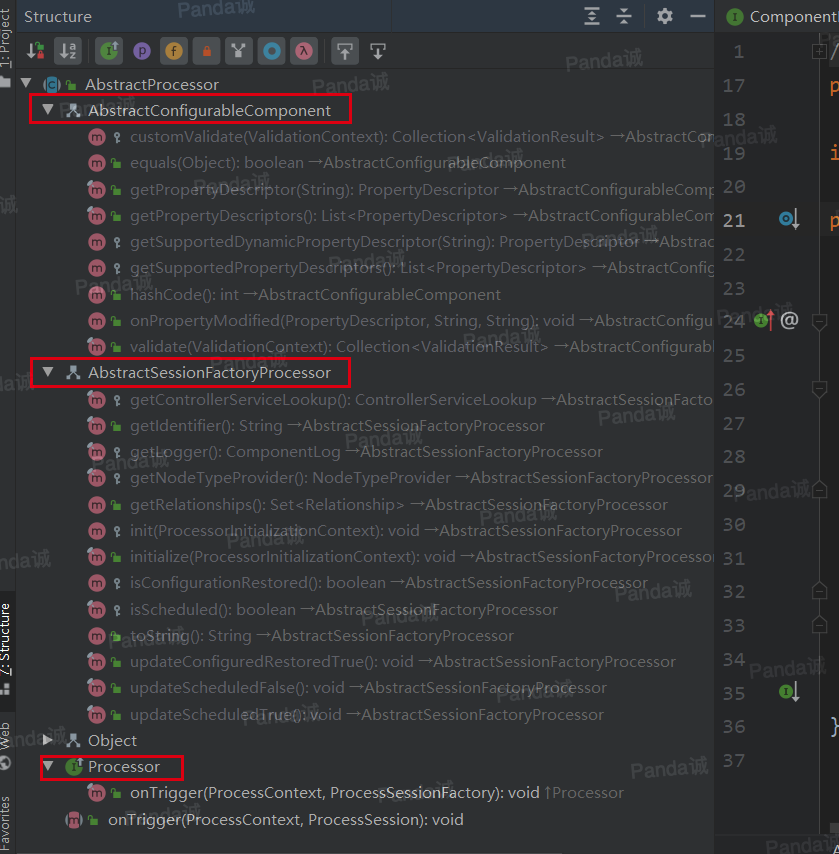 Structure
1: Project
AbstractProcessor
AbstractConfigurableComponent
customValidate(ValidationContext): Collection<ValidationResult> →AbstractCon
equals(Object): boolean →AbstractConfigurableComponent
getPropertyDescriptor(String): PropertyDescriptor →AbstractConfigurableComp
getPropertyDescriptors(): List<PropertyDescriptor> →AbstractConfigurableCom
getSupportedDynamicPropertyDescriptor(String): PropertyDescriptor →Abstrac
getSupportedPropertyDescriptors(): List<PropertyDescriptor> →AbstractConfig
hashCode(): int →AbstractConfigurableComponent
onPropertyModified(PropertyDescriptor, String, String): void →AbstractConfigu
validate(ValidationContext): Collection<ValidationResult> →AbstractConfigurabl
AbstractSessionFactoryProcessor
getControllerServiceLookup(): ControllerServiceLookup →AbstractSessionFacto
getIdentifier(): String →AbstractSessionFactoryProcessor
getLogger(): ComponentLog →AbstractSessionFactoryProcessor
getNodeTypeProvider(): NodeTypeProvider →AbstractSessionFactoryProcessor
getRelationships(): Set<Relationship> →AbstractSessionFactoryProcessor
init(ProcessorInitializationContext): void →AbstractSessionFactoryProcessor
initialize(ProcessorInitializationContext): void →AbstractSessionFactoryProcesso
isConfigurationRestored(): boolean →AbstractSessionFactoryProcessor
isScheduled(): boolean →AbstractSessionFactoryProcessor
toString(): String →AbstractSessionFactoryProcessor
updateConfiguredRestoredTrue(): void →AbstractSessionFactoryProcessor
updateScheduledFalse(): void →AbstractSessionFactoryProcessor
updateScheduledTrue(): v →AbstractSessionFactoryProcessor
Object
Processor
onTrigger(ProcessContext, ProcessSessionFactory): void ↑Processor
onTrigger(ProcessContext, ProcessSession): void
7: Structure
Web
Favorites
Component
1 /
17 p
18
19 i
20
21 p
22
23
24 @
25
26
27
28
29
30
31
32
33
34
35
36 }
37
Panda诚